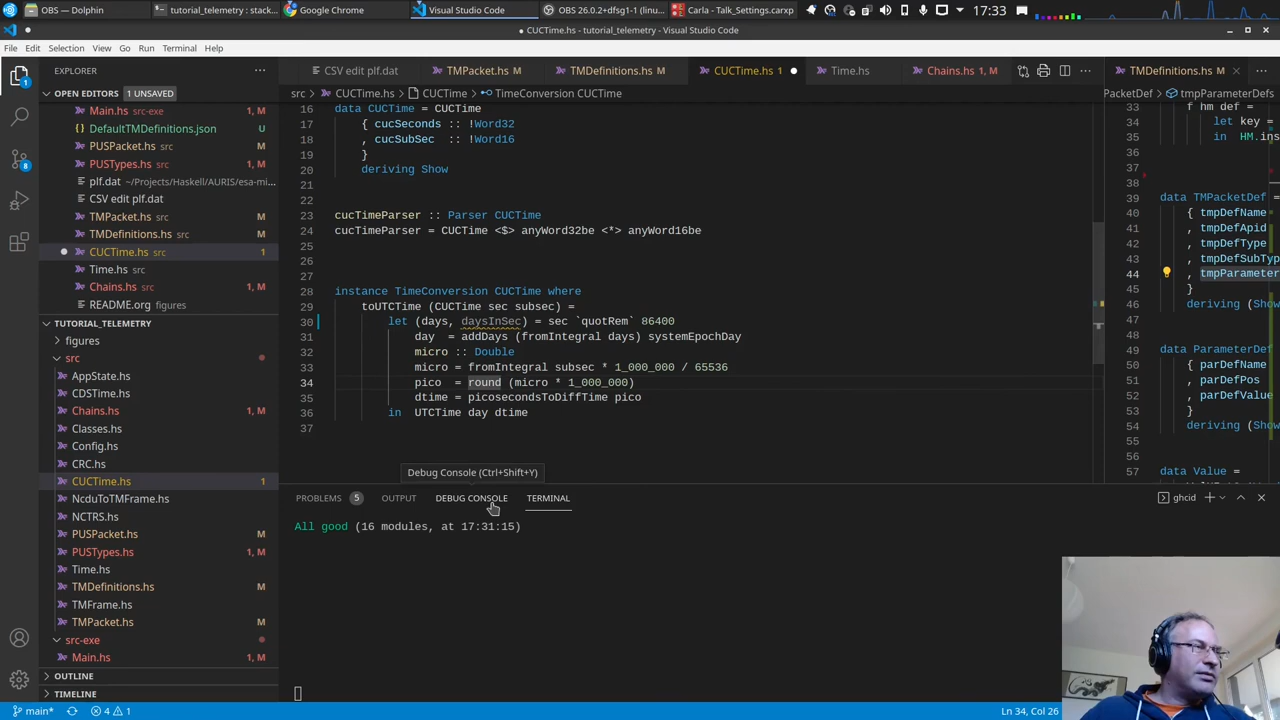 OBS — Dolphin
tutorial_telemetry : stack...
Google Chrome
Visual Studio Code
OBS 26.0.2+dfsg1-1 (linu...
Carla - Talk_Settings.carxp
17:33
● CUCTime.hs - tutorial_telemetry - Visual Studio Code
File Edit Selection View Go Run Terminal Help
EXPLORER
OPEN EDITORS 1 UNSAVED
Main.hs src-exe 1, M
DefaultTMDefinitions.json U
PUSPacket.hs src M
PUSTypes.hs src 1, M
plf.dat ~/Projects/Haskell/AURIS/esa-mi...
CSV edit plf.dat
TMPacket.hs src M
TMDefinitions.hs src M
CUCTime.hs src 1
Time.hs src
Chains.hs src 1, M
README.org figures
TUTORIAL_TELEMETRY
figures
src
AppState.hs
CDSTime.hs
Chains.hs 1, M
Classes.hs
Config.hs
CRC.hs
CUCTime.hs 1
NcduToTMFrame.hs
NCTRS.hs
PUSPacket.hs M
PUSTypes.hs 1, M
Time.hs
TMDefinitions.hs M
TMFrame.hs
TMPacket.hs M
src-exe
Main.hs 1, M
OUTLINE
TIMELINE
CSV edit plf.dat
TMPacket.hs M
TMDefinitions.hs M
CUCTime.hs 1
Time.hs
Chains.hs 1, M
src > CUCTime.hs > CUCTime > TimeConversion CUCTime
16 data CUCTime = CUCTime
17 { cucSeconds :: !Word32
18 , cucSubSec :: !Word16
19 }
20 deriving Show
21
22
23 cucTimeParser :: Parser CUCTime
24 cucTimeParser = CUCTime <$> anyWord32be <*> anyWord16be
25
26
27
28 instance TimeConversion CUCTime where
29 toUTCTime (CUCTime sec subsec) =
30 let (days, daysInSec) = sec `quotRem` 86400
31 day = addDays (fromIntegral days) systemEpochDay
32 micro :: Double
33 micro = fromIntegral subsec * 1_000_000 / 65536
34 pico = round (micro * 1_000_000)
35 dtime = picosecondsToDiffTime pico
36 in UTCTime day dtime
37
TMDefinitions.hs M
PacketDef > tmpParameterDefs
33 f hm def =
34 let key =
35 in HM.ins
36
37
38
39 data TMPacketDef =
40 { tmpDefName
41 , tmpDefApid
42 , tmpDefType
43 , tmpDefSubTyp
44 , tmpParameter
45 }
46 deriving (Show
47
48
49 data ParameterDef
50 { parDefName
51 , parDefPos
52 , parDefValue
53 }
54 deriving (Show
55
56
57 data Value =
Debug Console (Ctrl+Shift+Y)
PROBLEMS 5 OUTPUT DEBUG CONSOLE TERMINAL
ghcid
All good (16 modules, at 17:31:15)
main* 4 1
Ln 34, Col 26